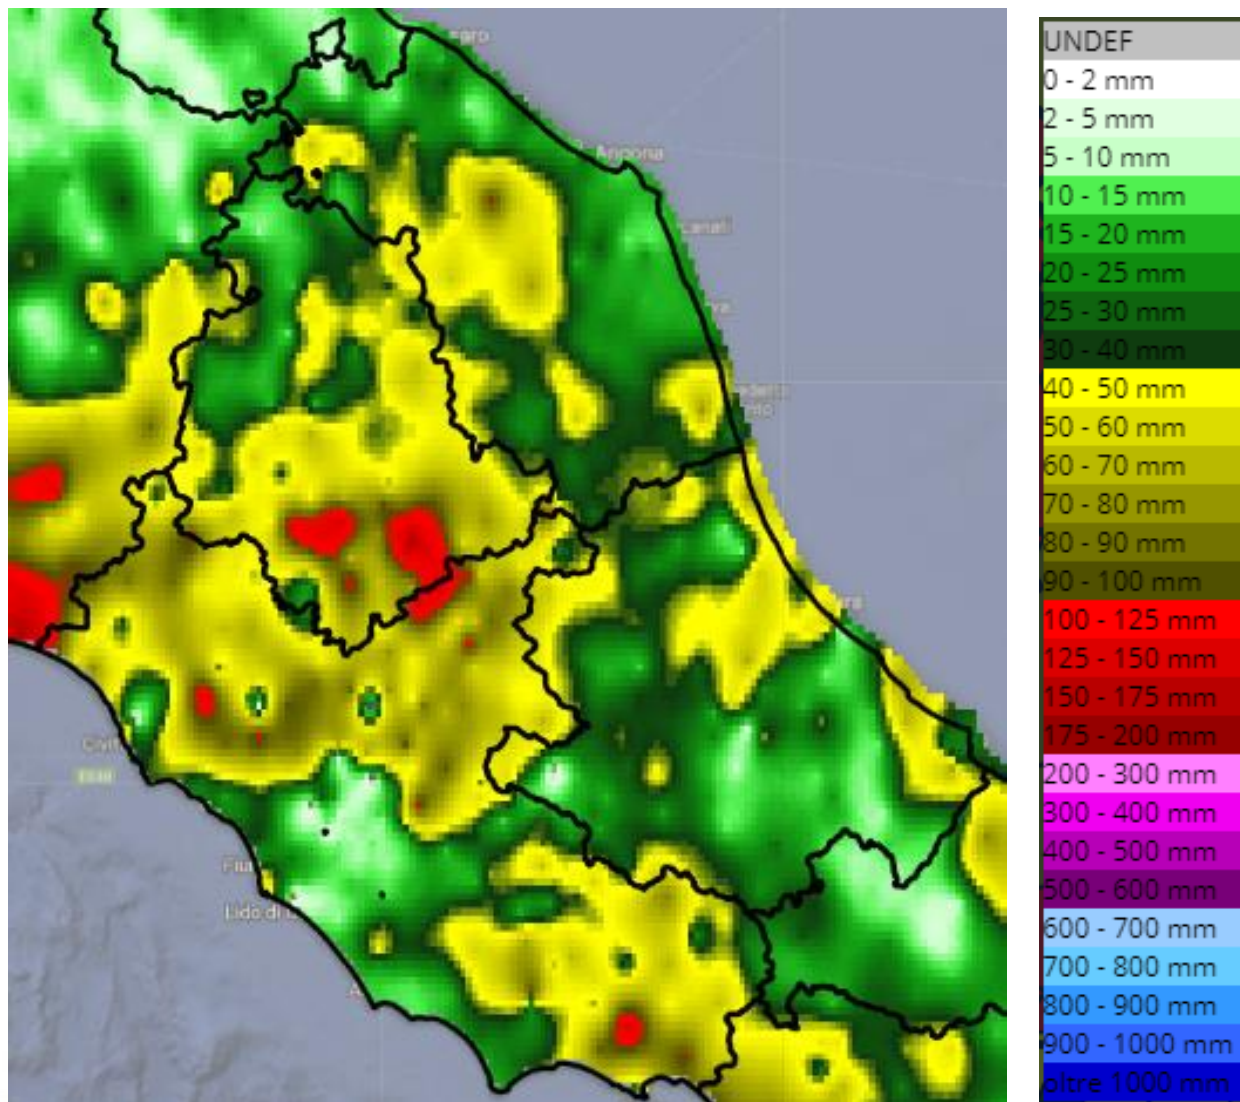 Ancona
UNDEF
0 - 2 mm
2 - 5 mm
5 - 10 mm
10 - 15 mm
15 - 20 mm
20 - 25 mm
25 - 30 mm
30 - 40 mm
40 - 50 mm
50 - 60 mm
60 - 70 mm
70 - 80 mm
80 - 90 mm
90 - 100 mm
100 - 125 mm
125 - 150 mm
150 - 175 mm
175 - 200 mm
200 - 300 mm
300 - 400 mm
400 - 500 mm
500 - 600 mm
600 - 700 mm
700 - 800 mm
800 - 900 mm
900 - 1000 mm
oltre 1000 mm